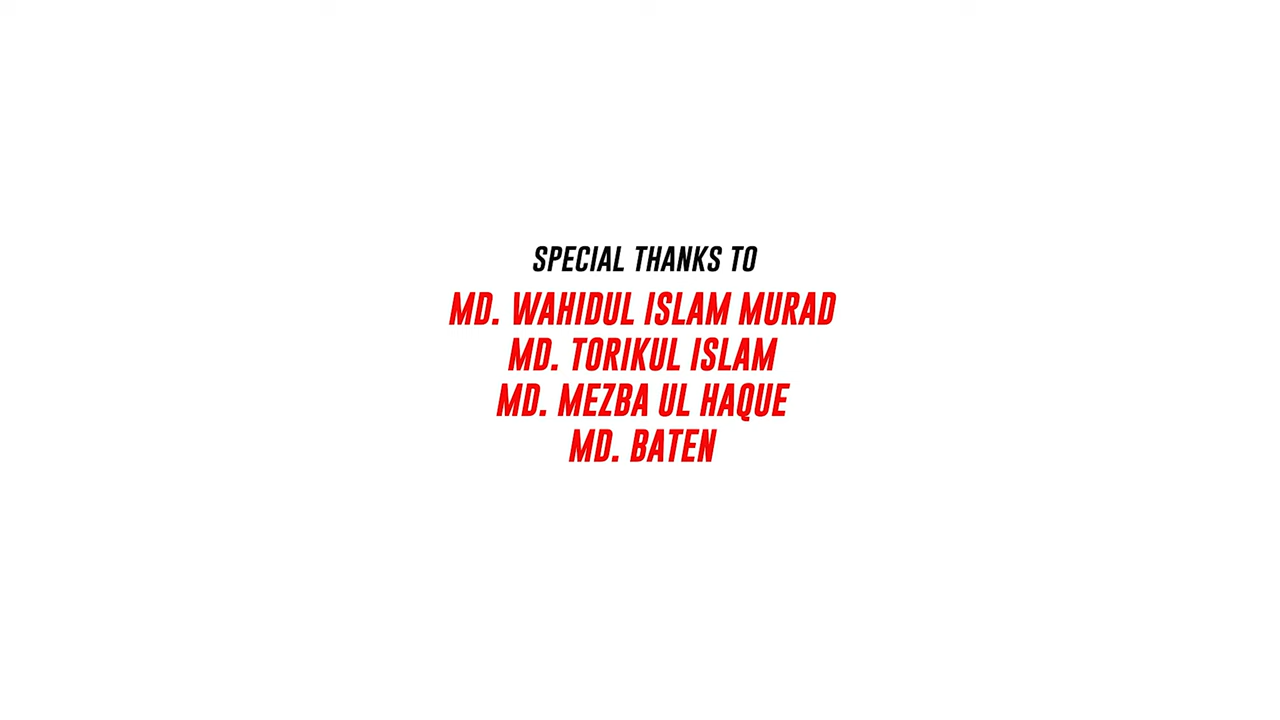 SPECIAL THANKS TO
MD. WAHIDUL ISLAM MURAD
MD. TORIKUL ISLAM
MD. MEZBA UL HAQUE
MD. BATEN